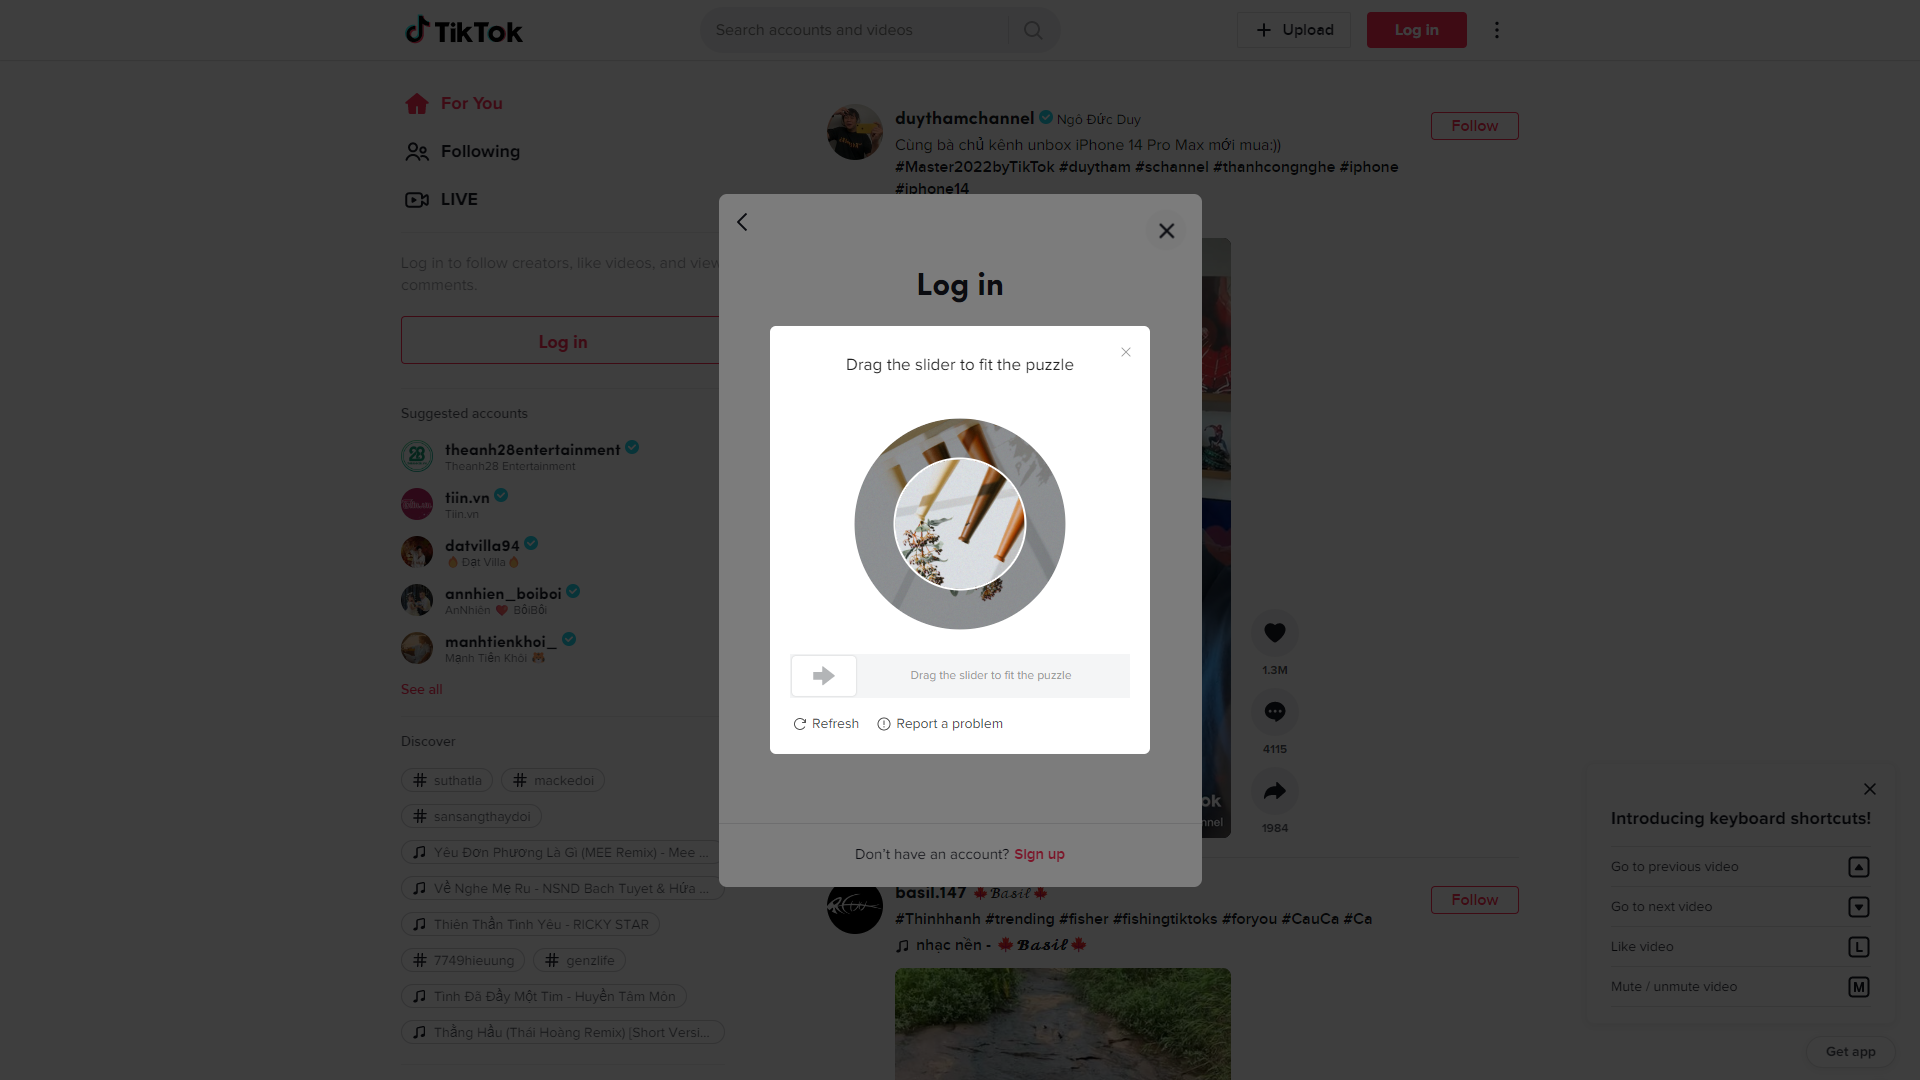 TikTok
Search accounts and videos
Upload
Log in
For You
Following
LIVE
Log in to follow creators, like videos, and view
comments.
Log in
Suggested accounts
theanh28entertainment
Theanh28 Entertainment
tiin.vn
Tiin.vn
datvilla94
Đạt Villa
annhien_boiboi
AnNhiên ❤️ BồiBồi
manhtienkhoi_
Mạnh Tiến Khôi
See all
Discover
# suthatla
# mackedoi
# sansangthaydoi
Yêu Đơn Phương Là Gì (MEE Remix) - Mee ...
Về Nghe Mẹ Ru - NSND Bach Tuyet & Hứa ...
Thiên Thần Tình Yêu - RICKY STAR
# 7749hieuung
# genzlife
Tình Đã Đầy Một Tim - Huyền Tâm Môn
Thằng Hầu (Thái Hoàng Remix) [Short Versi...
duythamchannel Ngô Đức Duy
Cùng bà chủ kênh unbox iPhone 14 Pro Max mới mua:))
#Master2022byTikTok #duytham #schannel #thanhcongnghe #iphone
#iphone14
Follow
Log in
Drag the slider to fit the puzzle
Drag the slider to fit the puzzle
Refresh
Report a problem
Don't have an account? Sign up
1.3M
4115
1984
basil.147 🍁𝓑𝓪𝓼𝓲𝓵🍁
#Thinhhanh #trending #fisher #fishingtiktoks #foryou #CauCa #Ca
nhạc nền - 🍁𝓑𝓪𝓼𝓲𝓵🍁
Follow
Introducing keyboard shortcuts!
Go to previous video
Go to next video
Like video L
Mute / unmute video M
Get app